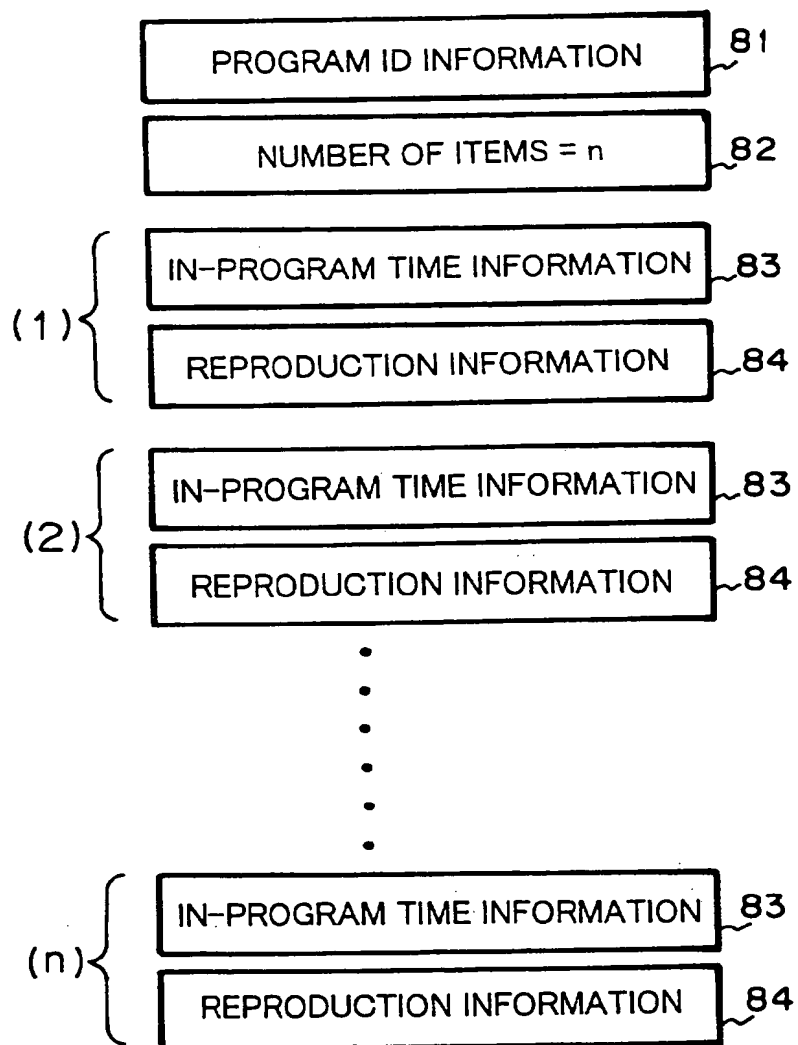 PROGRAM ID INFORMATION 81
NUMBER OF ITEMS = n 82
IN-PROGRAM TIME INFORMATION 83
(1)
REPRODUCTION INFORMATION 84
IN-PROGRAM TIME INFORMATION 83
(2)
REPRODUCTION INFORMATION 84
IN-PROGRAM TIME INFORMATION 83
(n)
REPRODUCTION INFORMATION 84